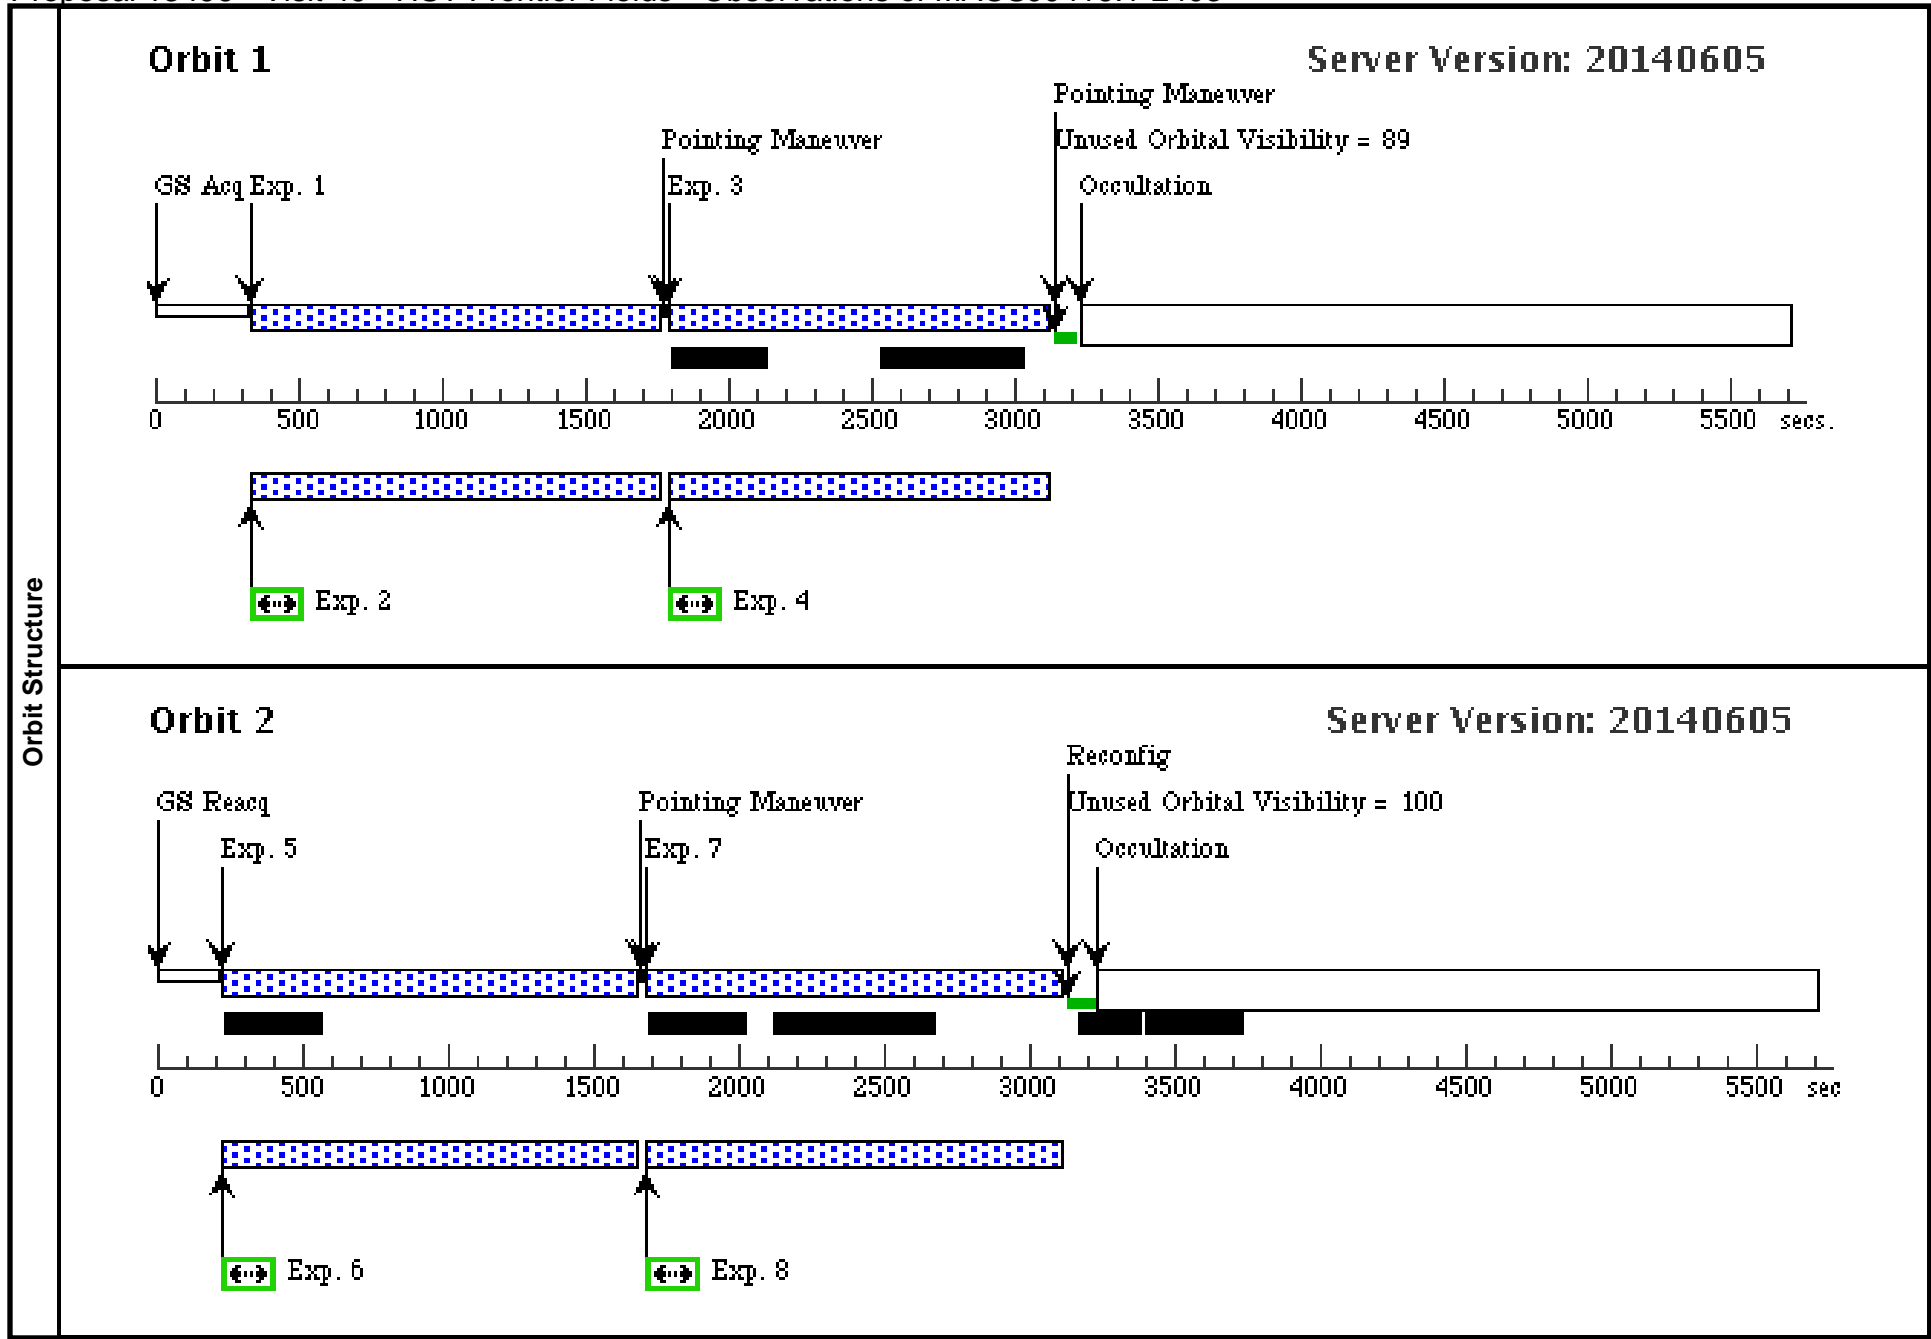 Orbit Structure
Orbit 1
Server Version: 20140605
Pointing Maneuver
Pointing Maneuver
Unused Orbital Visibility = 89
GS Acq
Exp. 1
Exp. 3
Occultation
0 500 1000 1500 2000 2500 3000 3500 4000 4500 5000 5500 secs.
Exp. 2
Exp. 4
Orbit 2
Server Version: 20140605
Reconfig
GS Reacq
Pointing Maneuver
Unused Orbital Visibility = 100
Exp. 5
Exp. 7
Occultation
0 500 1000 1500 2000 2500 3000 3500 4000 4500 5000 5500 sec
Exp. 6
Exp. 8